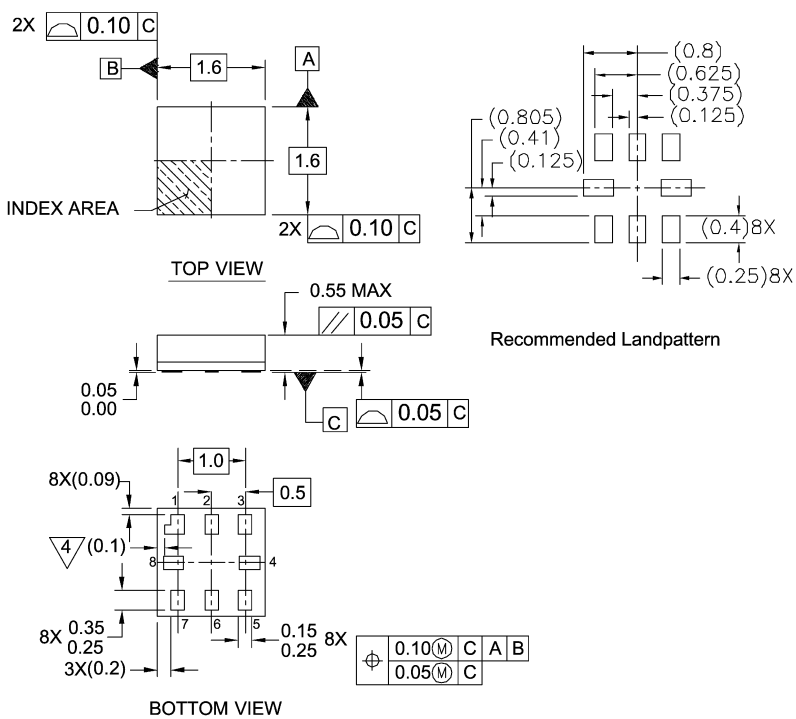 2X 0.10 C
B
1.6
A
1.6
INDEX AREA
2X 0.10 C
TOP VIEW
(0.8)
(0.625)
(0.375)
(0.125)
(0.805)
(0.41)
(0.125)
(0.4)8X
(0.25)8X
Recommended Landpattern
0.55 MAX
// 0.05 C
0.05
0.00
C
0.05 C
1.0
8X(0.09)
0.5
1 2 3
4 (0.1)
8 4
7 6 5
8X 0.35
0.25
0.15
0.25 8X
3X(0.2)
0.10 Ⓜ C A B
0.05 Ⓜ C
BOTTOM VIEW